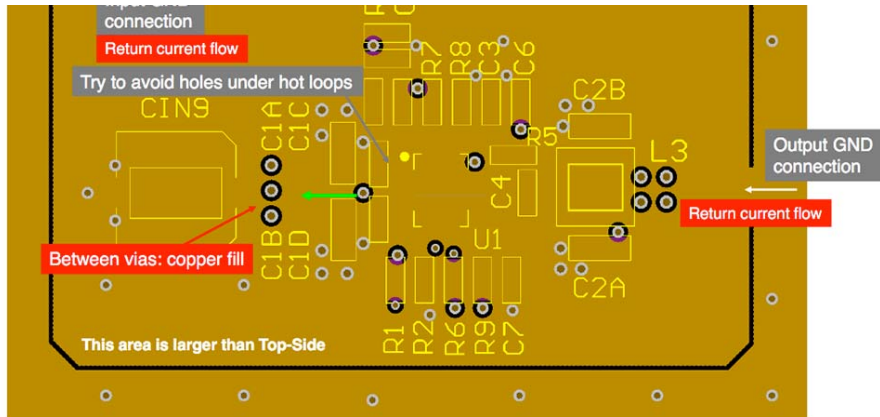 connection
Return current flow
R7
R8
C3
C6
Try to avoid holes under hot loops
CIN9
C1A
C1C
C2B
R5
L3
Output GND
connection
C4
Return current flow
C1B
C1D
U1
Between vias: copper fill
C2A
R1
R2
R6
R9
C7
This area is larger than Top-Side